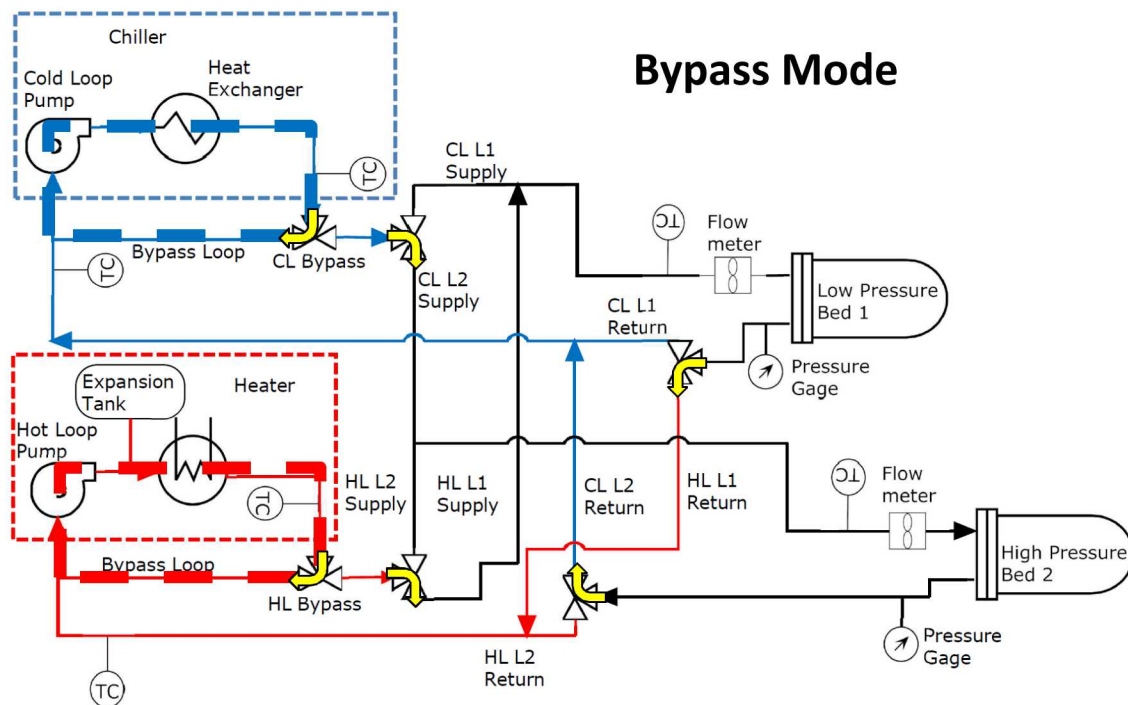 Bypass Mode
Chiller
Cold Loop
Pump
Heat
Exchanger
TC
Bypass Loop
TC
CL Bypass
CL L1
Supply
CL L2
Supply
TC
Flow
meter
Low Pressure
Bed 1
CL L1
Return
Pressure
Gage
Expansion
Tank
Heater
Hot Loop
Pump
TC
Bypass Loop
HL Bypass
HL L2
Supply
HL L1
Supply
CL L2
Return
HL L1
Return
TC
Flow
meter
High Pressure
Bed 2
Pressure
Gage
HL L2
Return
TC